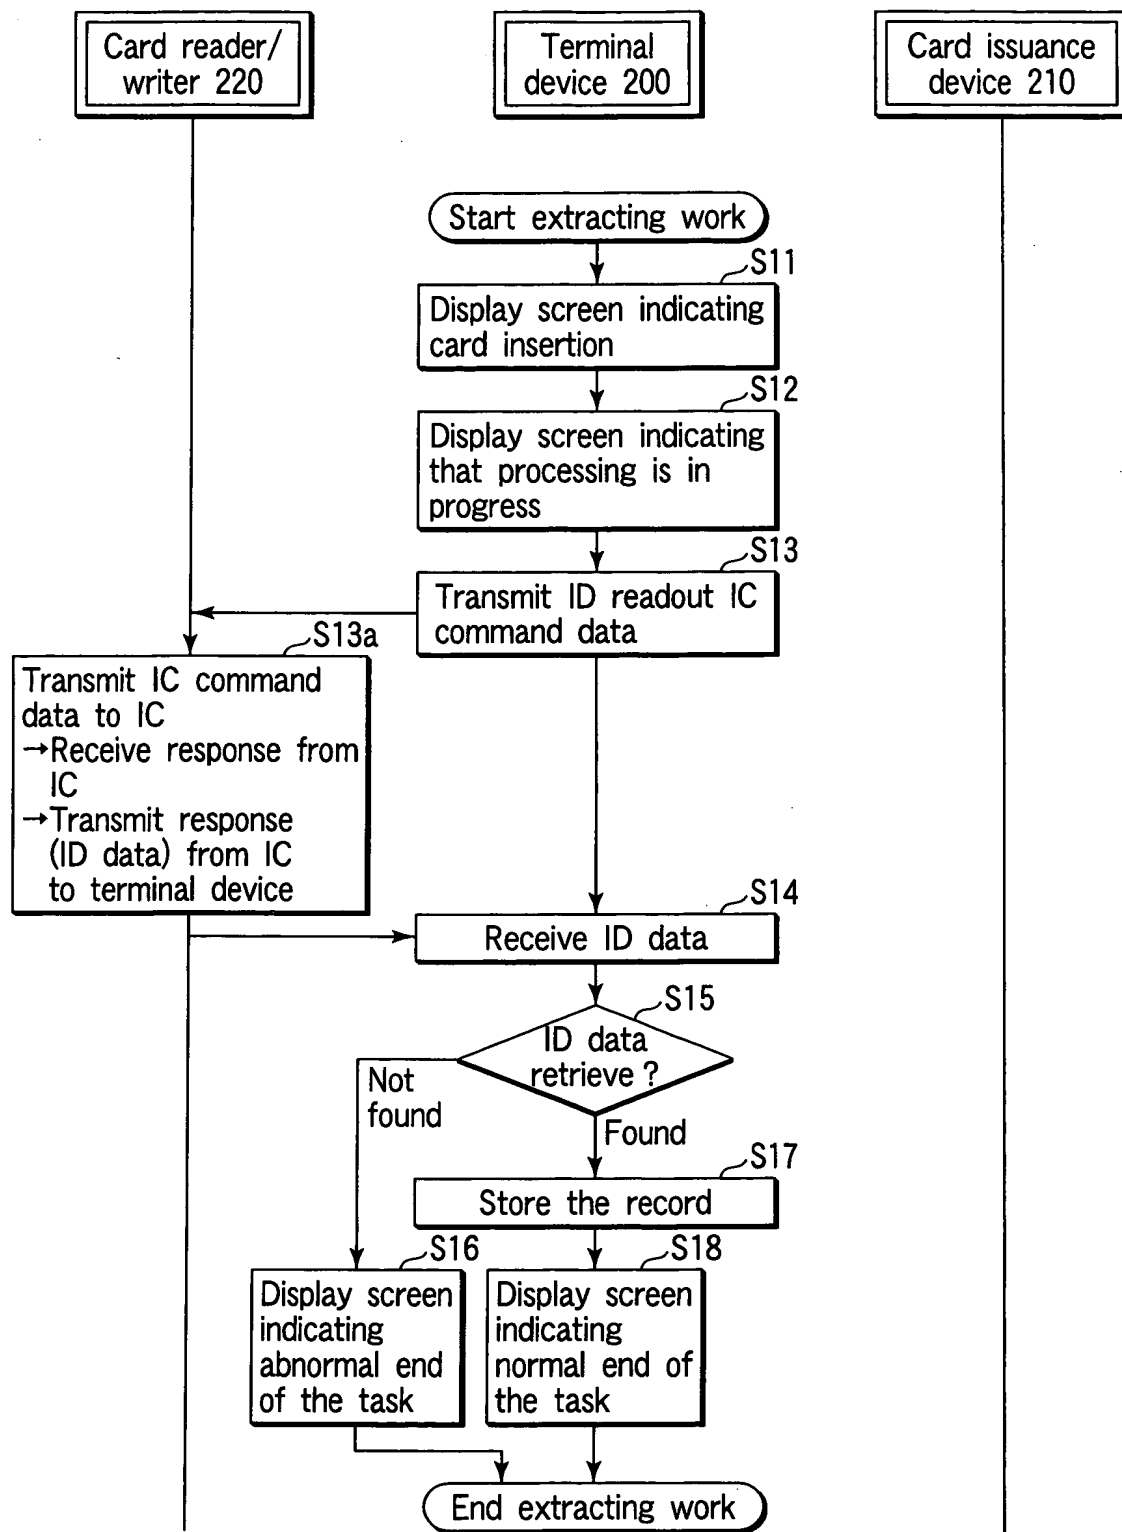 Card reader/
writer 220
Terminal
device 200
Card issuance
device 210
Start extracting work
S11
Display screen indicating
card insertion
S12
Display screen indicating
that processing is in
progress
S13
Transmit ID readout IC
command data
S13a
Transmit IC command
data to IC
→Receive response from
IC
→Transmit response
(ID data) from IC
to terminal device
S14
Receive ID data
S15
ID data
retrieve?
Not
found
Found
S17
Store the record
S16
Display screen
indicating
abnormal end
of the task
S18
Display screen
indicating
normal end of
the task
End extracting work